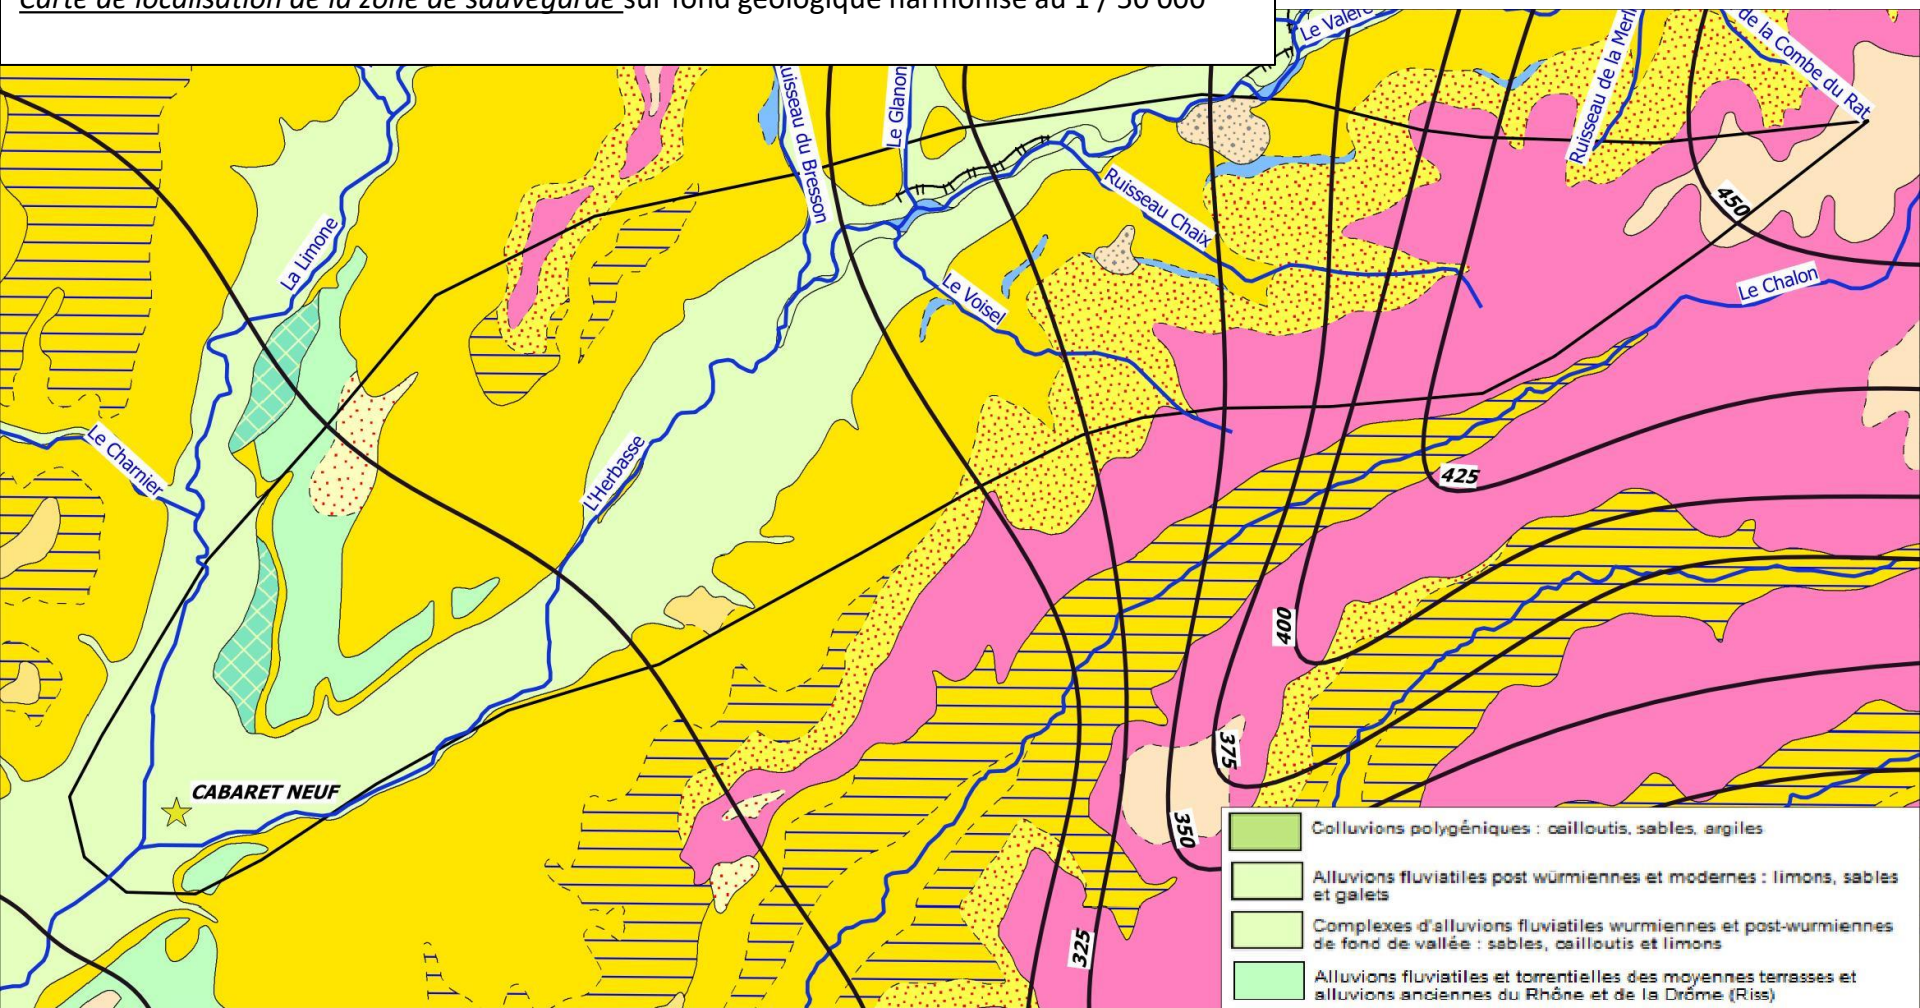 Carte de localisation de la zone de sauvegarde sur fond géologique harmonisé au 1 / 50 000
Le Valeré
Ruisseau de la Merl
de la Combe du Rat
Ruisseau du Bresson
Le Glanon
Ruisseau Chaix
450
La Limone
Le Voisel
Le Chalon
Le Charnier
L'Herbasse
425
400
375
CABARET NEUF
350
325
Colluvions polygéniques : cailloutis, sables, argiles
Alluvions fluviatiles post würmiennes et modernes : limons, sables
et galets
Complexes d'alluvions fluviatiles wurmiennes et post-wurmiennes
de fond de vallée : sables, cailloutis et limons
Alluvions fluviatiles et torrentielles des moyennes terrasses et
alluvions anciennes du Rhône et de la Drôme (Riss)